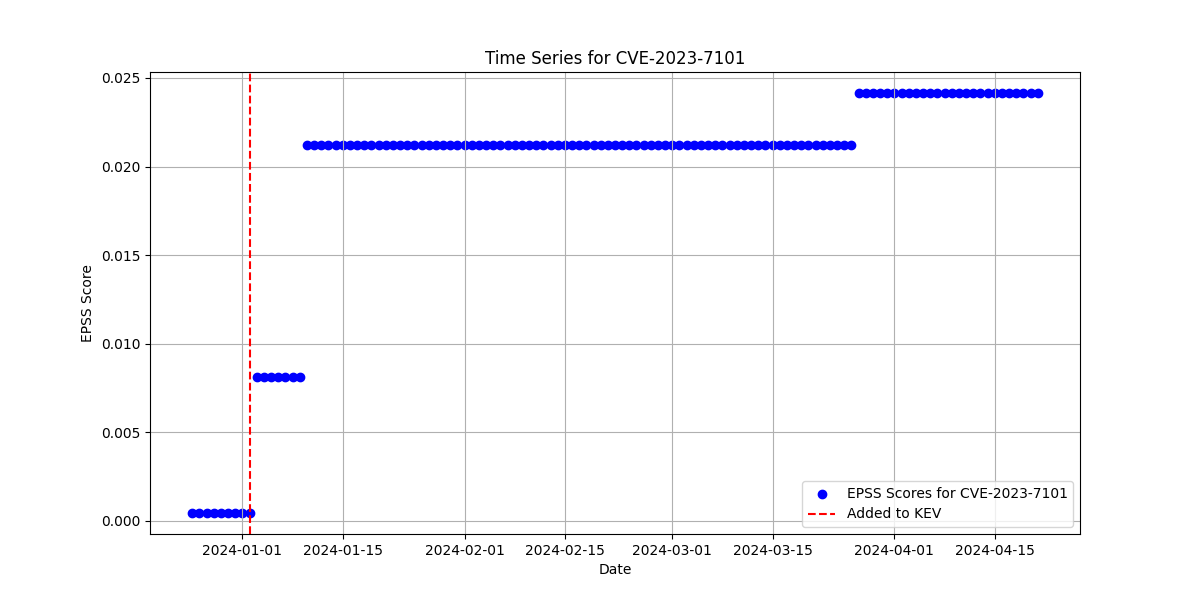 Time Series for CVE-2023-7101
EPSS Score
0.025
0.020
0.015
0.010
0.005
0.000
EPSS Scores for CVE-2023-7101
Added to KEV
2024-01-01 2024-01-15 2024-02-01 2024-02-15 2024-03-01 2024-03-15 2024-04-01 2024-04-15
Date